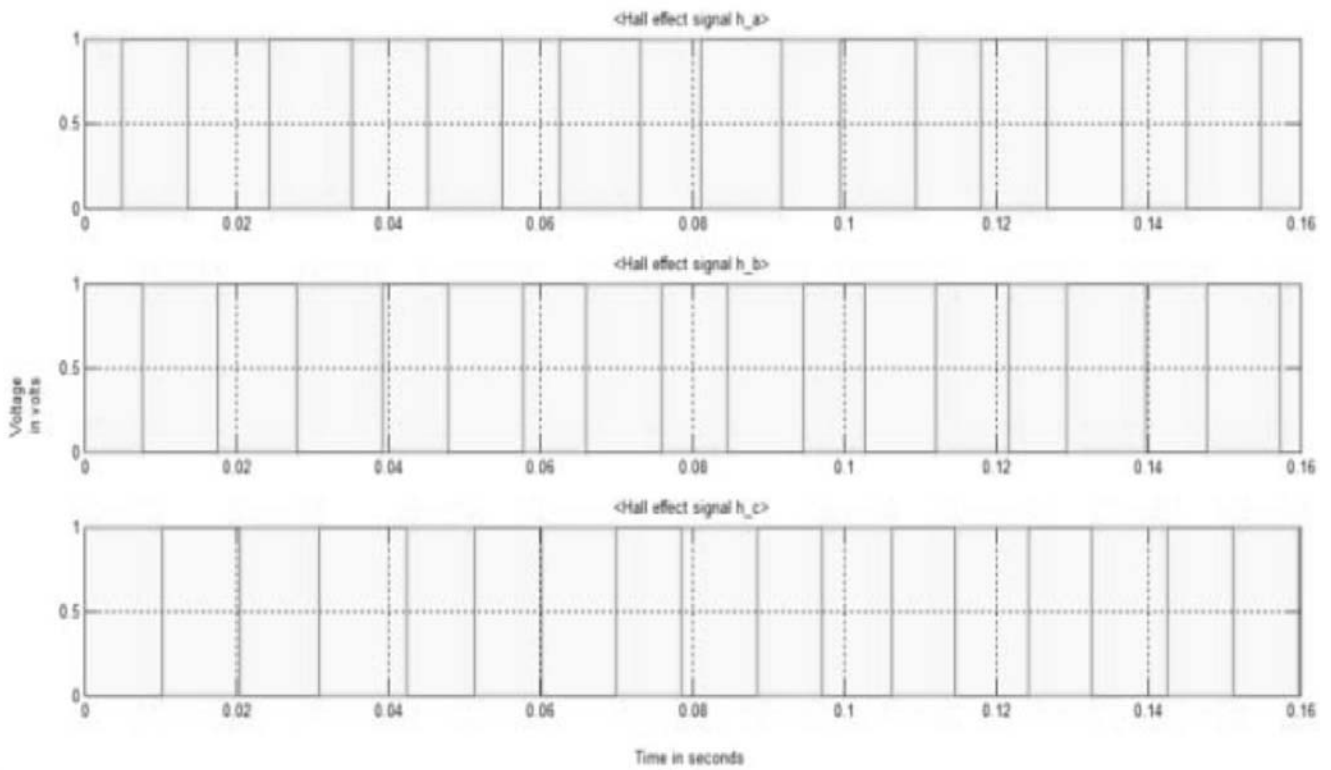 <Hall effect signal h_a>
1
0.5
0
0 0.02 0.04 0.06 0.08 0.1 0.12 0.14 0.16
<Hall effect signal h_b>
1
0.5
0
0 0.02 0.04 0.06 0.08 0.1 0.12 0.14 0.16
Voltage
in volts
<Hall effect signal h_c>
1
0.5
0
0 0.02 0.04 0.06 0.08 0.1 0.12 0.14 0.16
Time in seconds